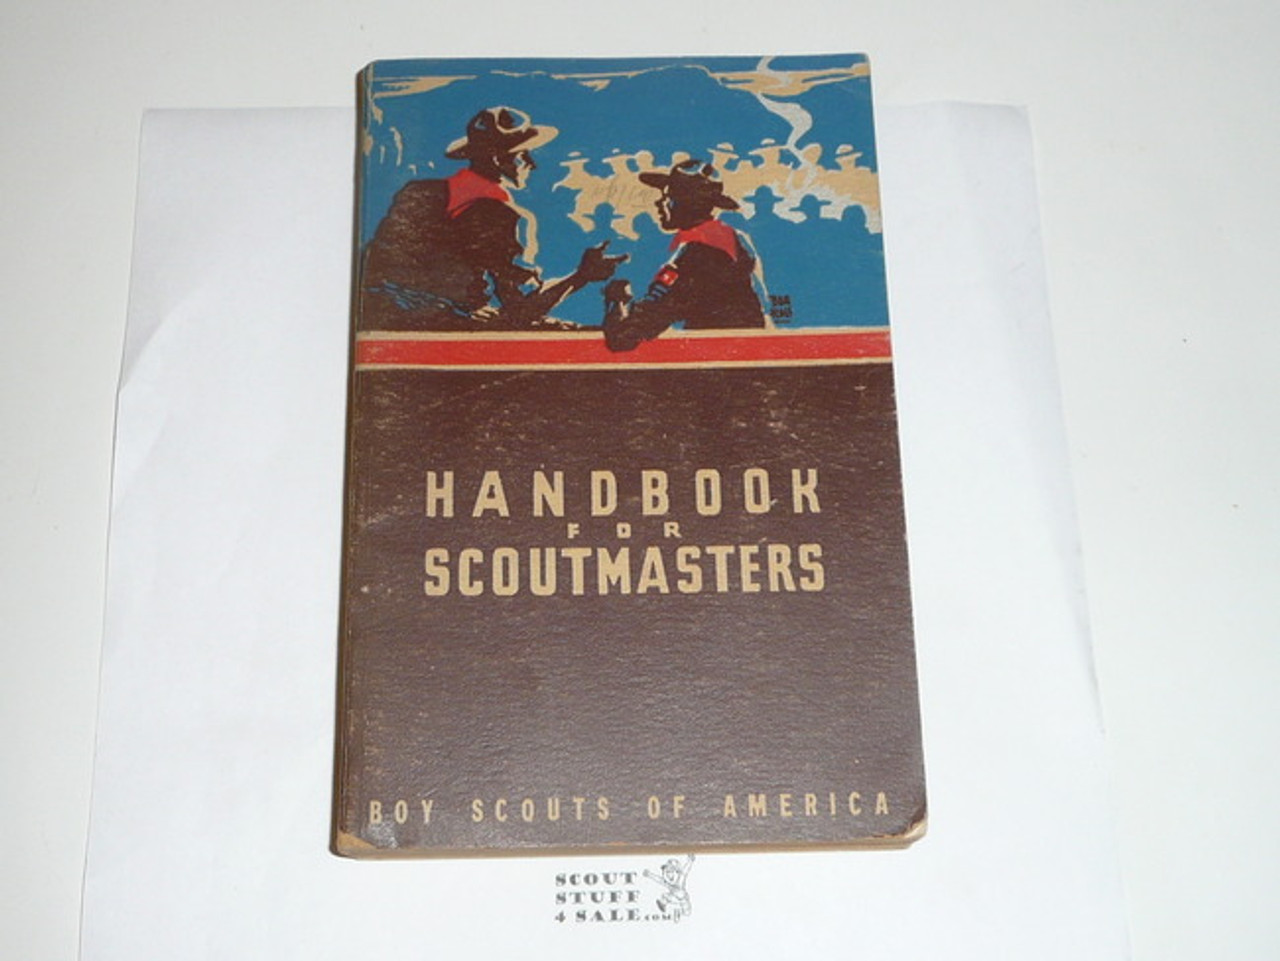 HANDBOOK
FOR
SCOUTMASTERS
BOY SCOUTS OF AMERICA
SCOUT
STUFF
4 SALE.COM